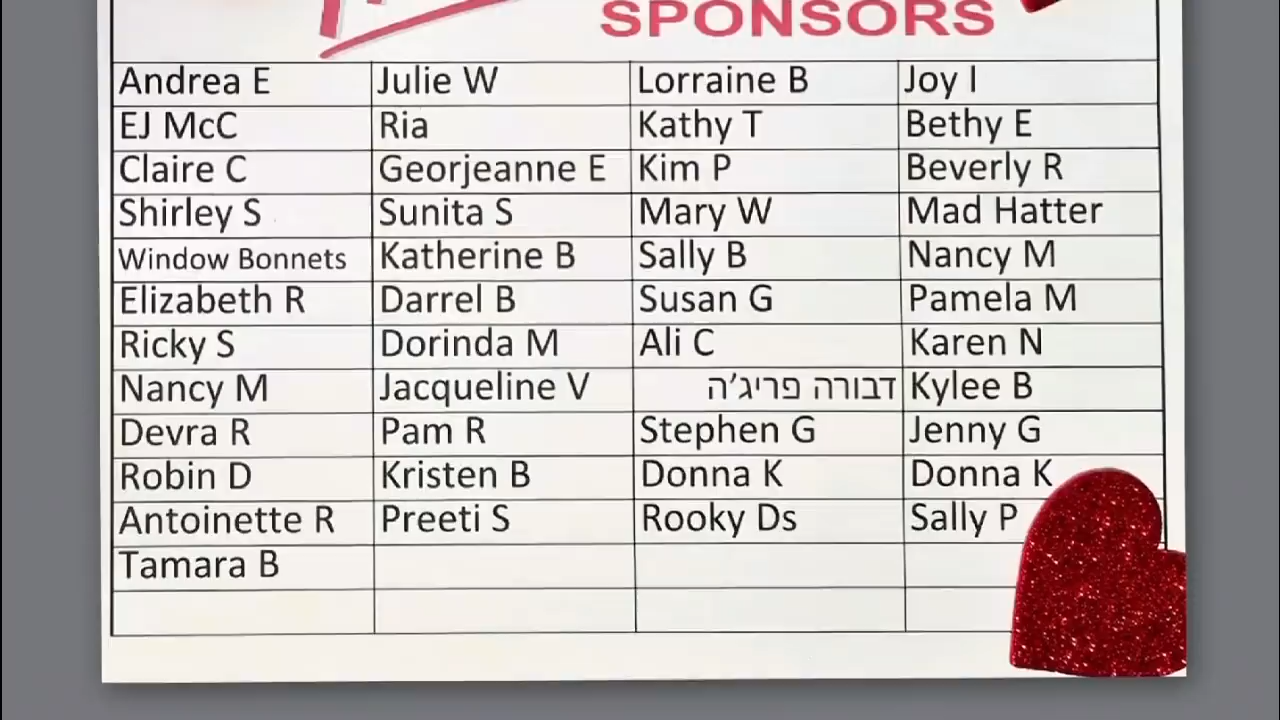 SPONSORS
Andrea E Julie W Lorraine B Joy I
EJ McC Ria Kathy T Bethy E
Claire C Georjeanne E Kim P Beverly R
Shirley S Sunita S Mary W Mad Hatter
Window Bonnets Katherine B Sally B Nancy M
Elizabeth R Darrel B Susan G Pamela M
Ricky S Dorinda M Ali C Karen N
Nancy M Jacqueline V דבורה פריג'ה Kylee B
Devra R Pam R Stephen G Jenny G
Robin D Kristen B Donna K Donna K
Antoinette R Preeti S Rooky Ds Sally P
Tamara B